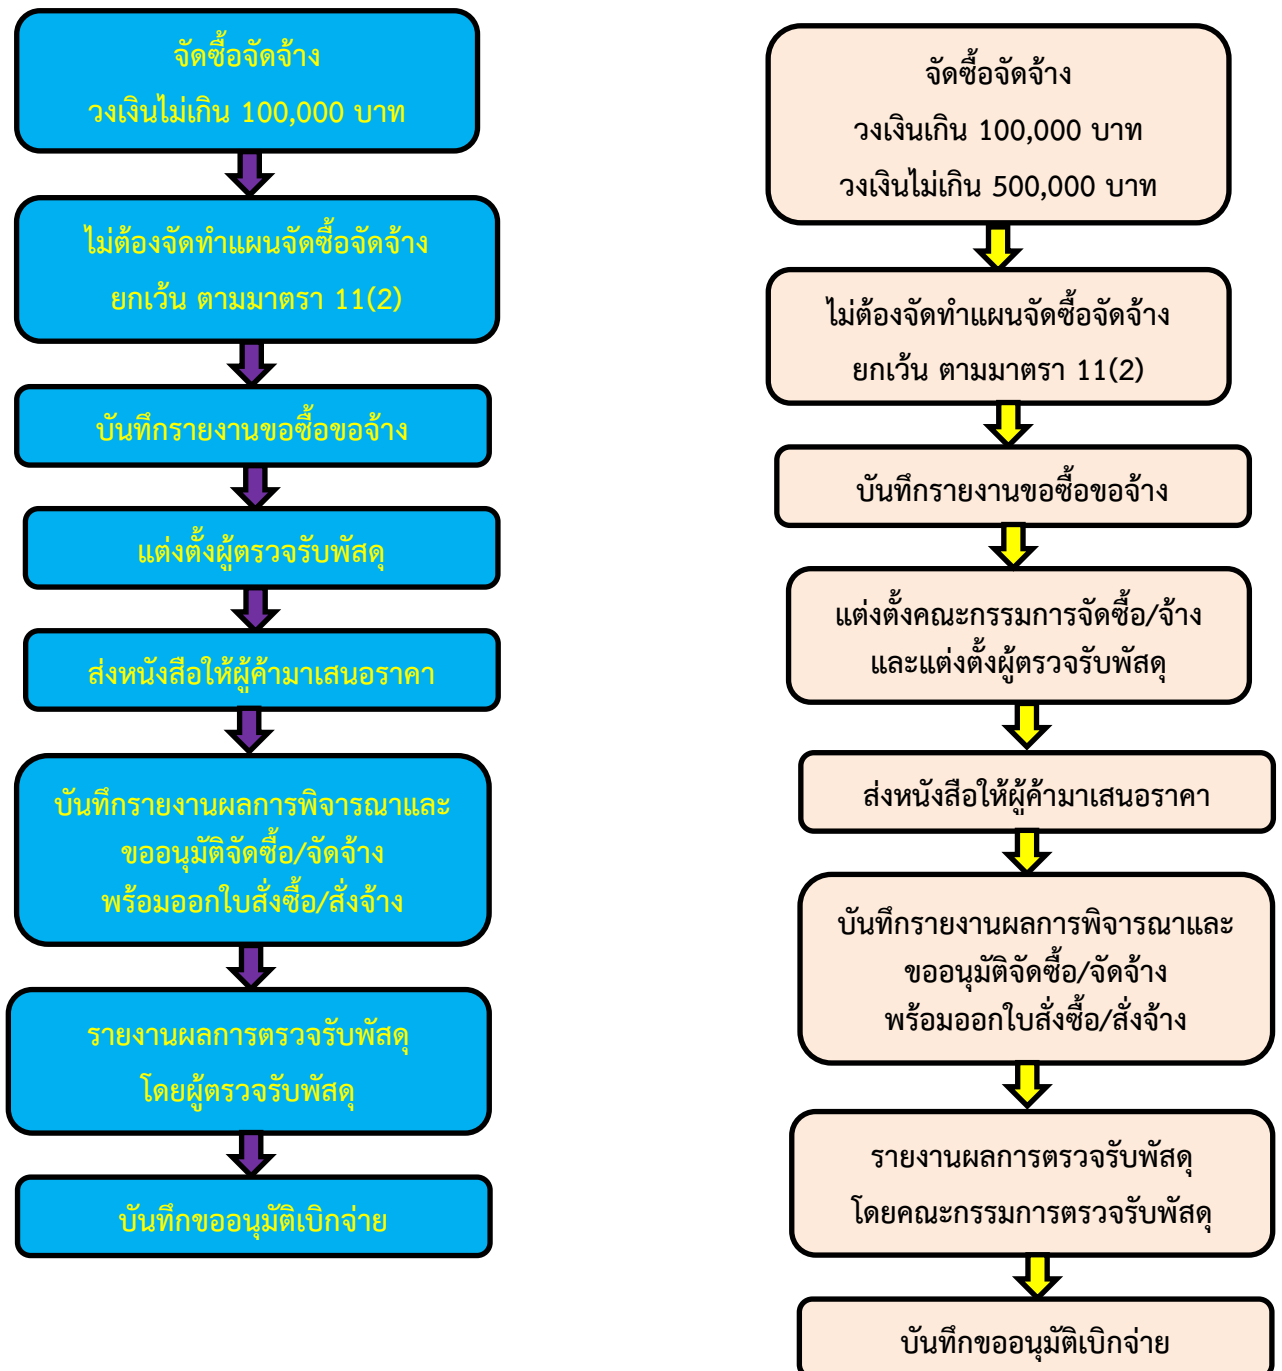 จัดซื้อจัดจ้าง
วงเงินไม่เกิน 100,000 บาท
ไม่ต้องจัดทำแผนจัดซื้อจัดจ้าง
ยกเว้น ตามมาตรา 11(2)
บันทึกรายงานขอซื้อขอจ้าง
แต่งตั้งผู้ตรวจรับพัสดุ
ส่งหนังสือให้ผู้ค้ามาเสนอราคา
บันทึกรายงานผลการพิจารณาและ
ขออนุมัติจัดซื้อ/จัดจ้าง
พร้อมออกใบสั่งซื้อ/สั่งจ้าง
รายงานผลการตรวจรับพัสดุ
โดยผู้ตรวจรับพัสดุ
บันทึกขออนุมัติเบิกจ่าย
จัดซื้อจัดจ้าง
วงเงินเกิน 100,000 บาท
วงเงินไม่เกิน 500,000 บาท
ไม่ต้องจัดทำแผนจัดซื้อจัดจ้าง
ยกเว้น ตามมาตรา 11(2)
บันทึกรายงานขอซื้อขอจ้าง
แต่งตั้งคณะกรรมการจัดซื้อ/จ้าง
และแต่งตั้งผู้ตรวจรับพัสดุ
ส่งหนังสือให้ผู้ค้ามาเสนอราคา
บันทึกรายงานผลการพิจารณาและ
ขออนุมัติจัดซื้อ/จัดจ้าง
พร้อมออกใบสั่งซื้อ/สั่งจ้าง
รายงานผลการตรวจรับพัสดุ
โดยคณะกรรมการตรวจรับพัสดุ
บันทึกขออนุมัติเบิกจ่าย